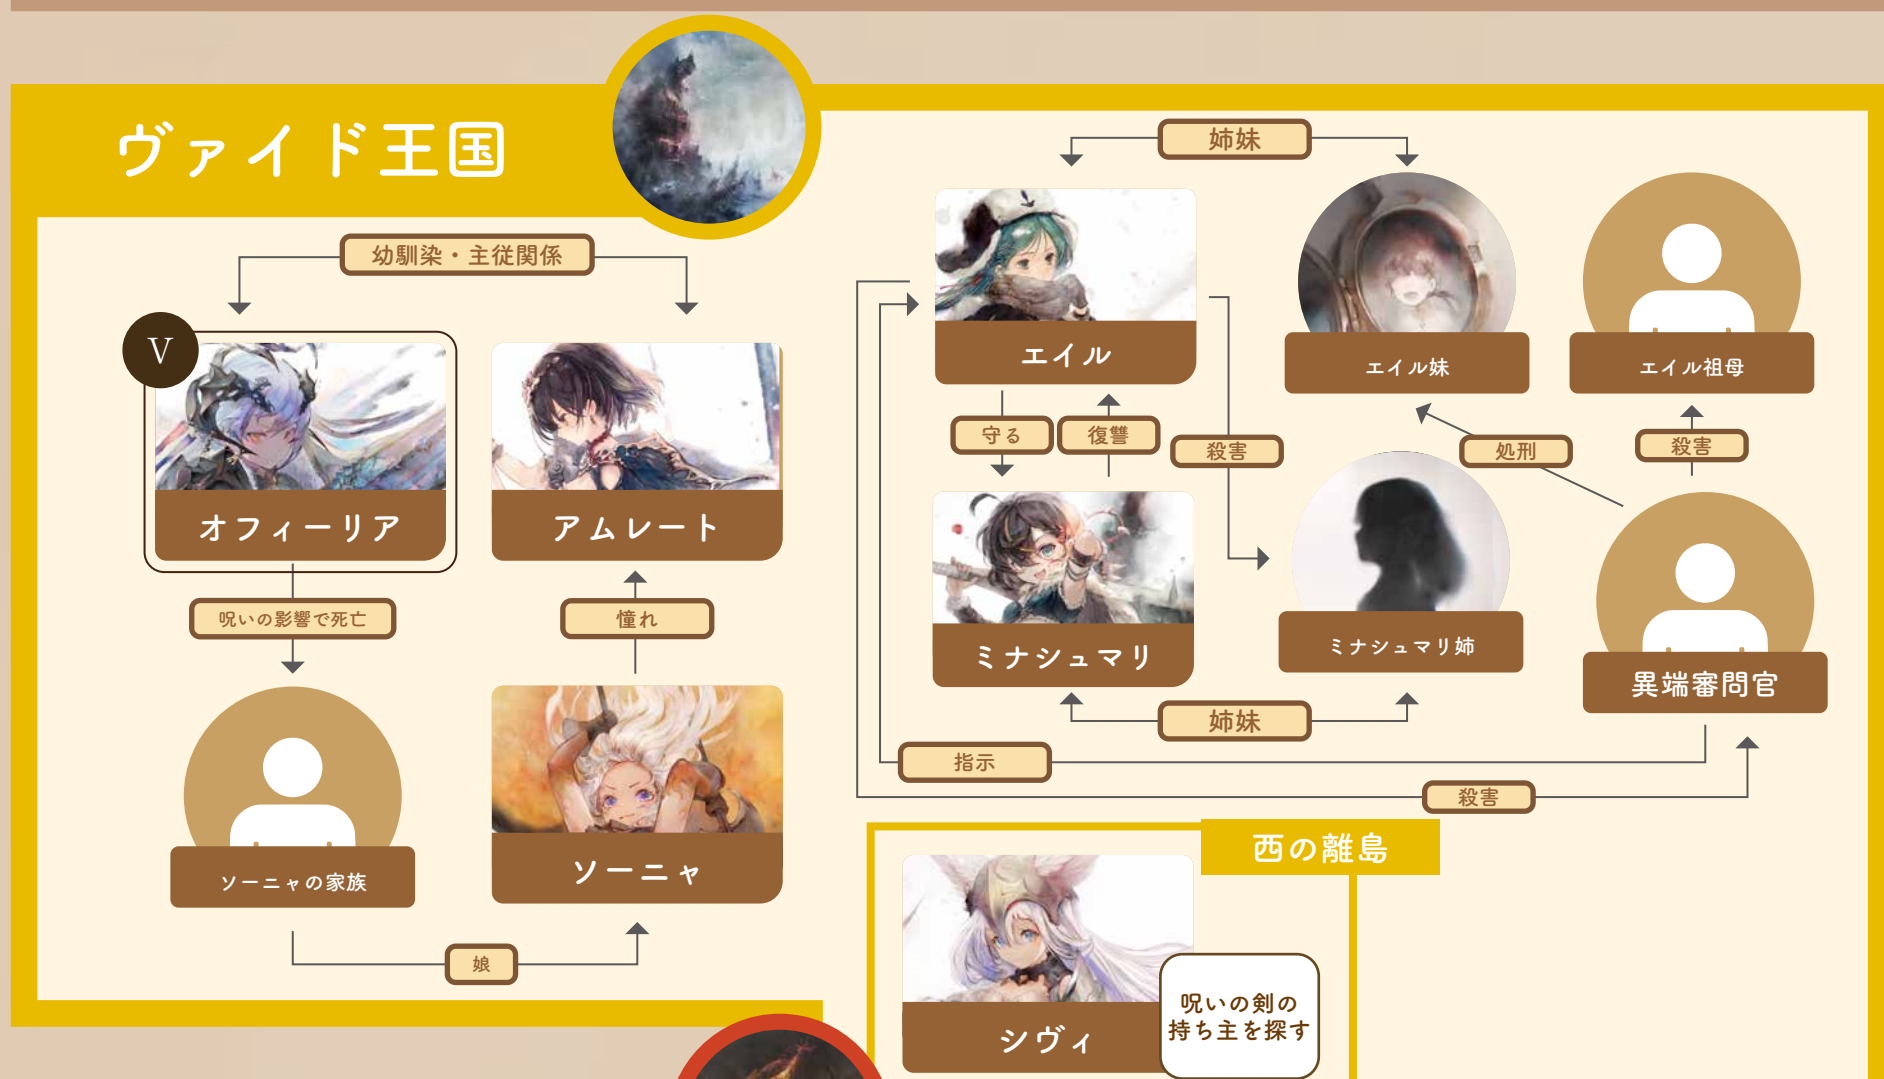 ヴァイド王国
幼馴染・主従関係
V
オフィーリア
アムレート
呪いの影響で死亡
憧れ
ソーニャの家族
ソーニャ
娘
姉妹
エイル
エイル妹
エイル祖母
守る
復讐
殺害
処刑
殺害
ミナシュマリ
ミナシュマリ姉
異端審問官
姉妹
指示
殺害
西の離島
シヴィ
呪いの剣の
持ち主を探す